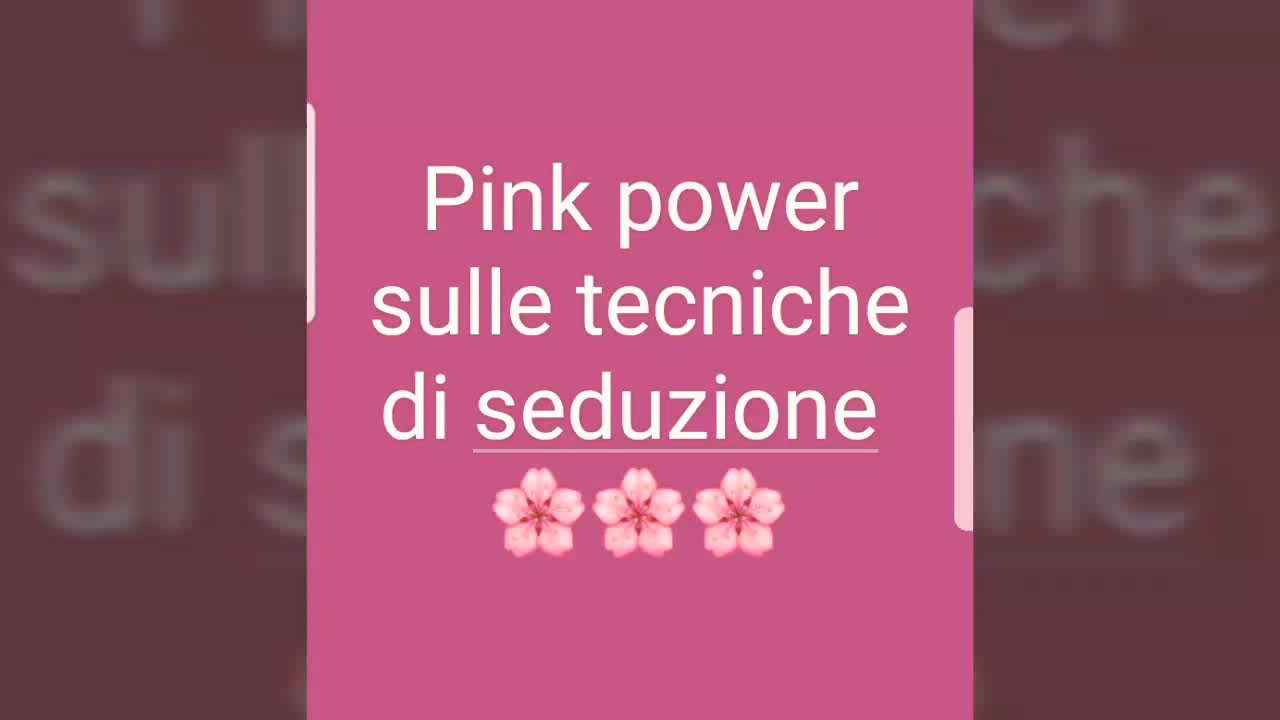 Pink power
sulle tecniche
di seduzione
🌸🌸🌸